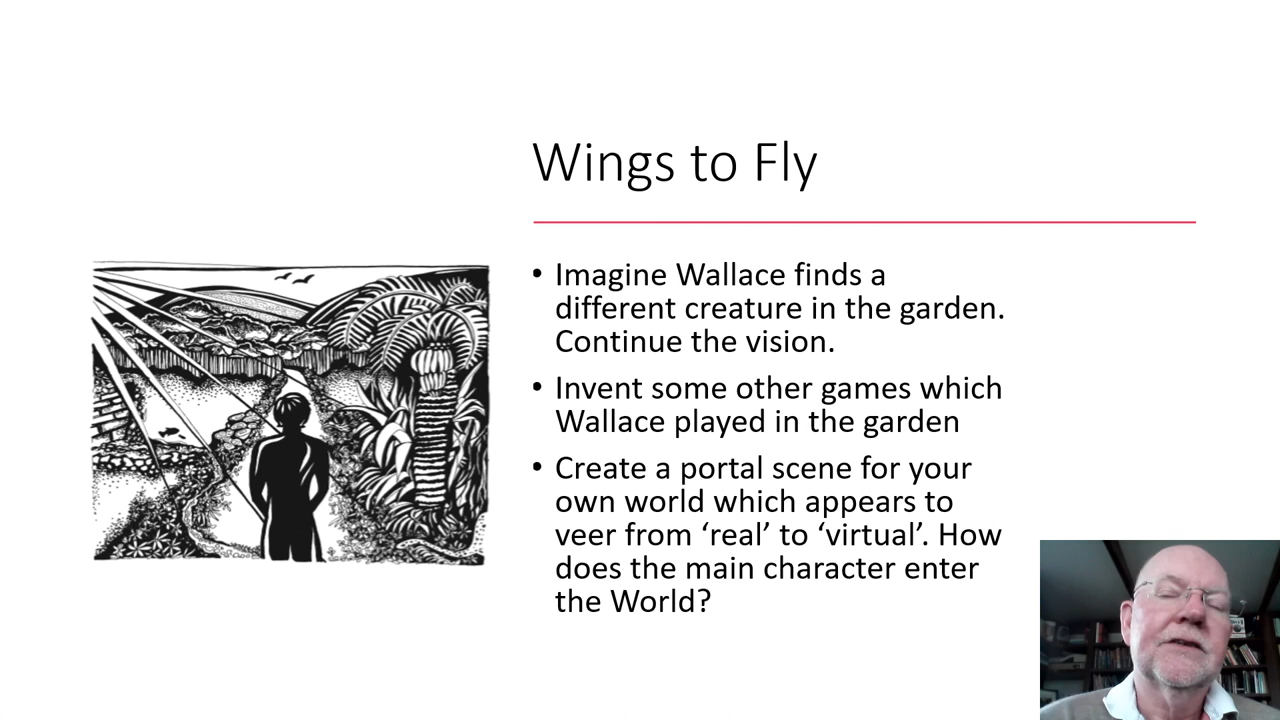 Wings to Fly
• Imagine Wallace finds a
different creature in the garden.
Continue the vision.
• Invent some other games which
Wallace played in the garden
• Create a portal scene for your
own world which appears to
veer from ‘real’ to ‘virtual’. How
does the main character enter
the World?